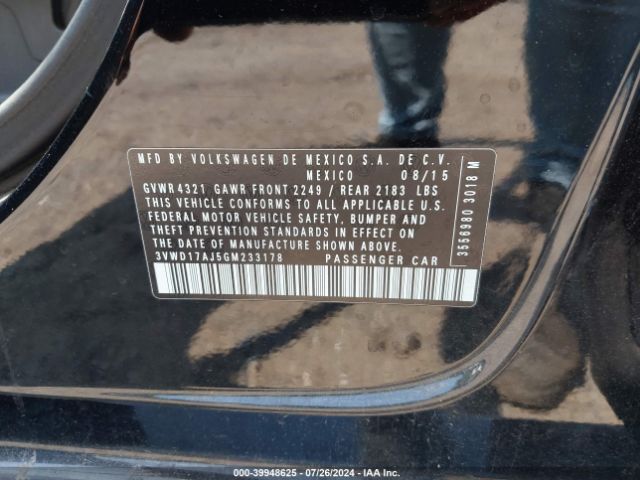 MFD BY VOLKSWAGEN DE MEXICO S.A. DE C.V.
MEXICO 08/15
GVWR4321 GAWR FRONT 2249 / REAR 2183 LBS
THIS VEHICLE CONFORMS TO ALL APPLICABLE U.S.
FEDERAL MOTOR VEHICLE SAFETY, BUMPER AND
THEFT PREVENTION STANDARDS IN EFFECT ON
THE DATE OF MANUFACTURE SHOWN ABOVE.
3VWD17AJ5GM233178 PASSENGER CAR
3556980 3018 M
000-39948625 - 07/26/2024 - IAA Inc.